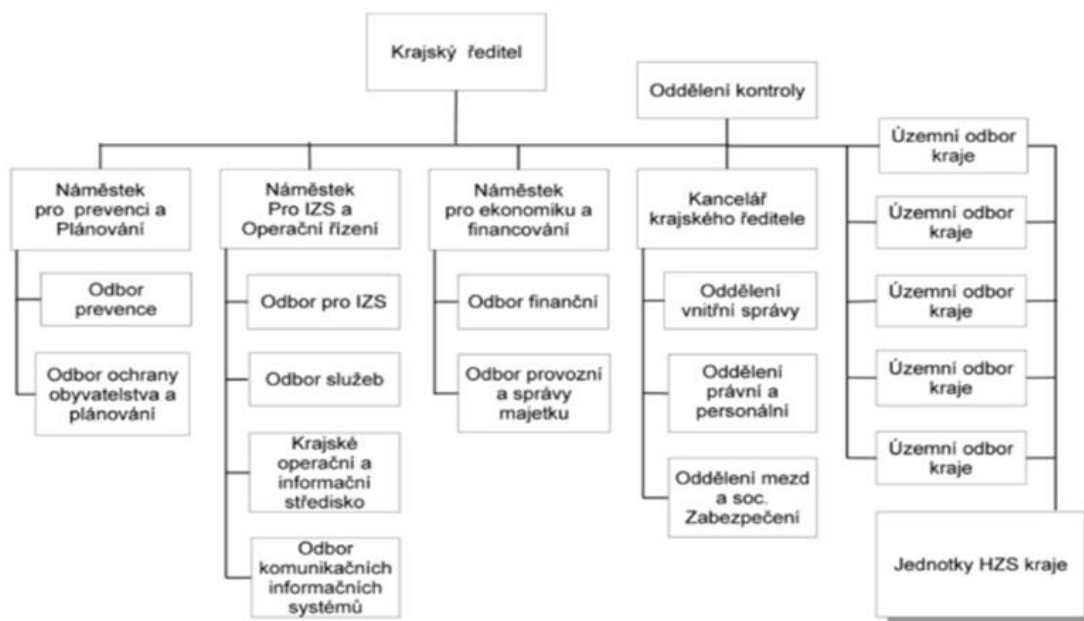 Krajský ředitel
Oddělení kontroly
Náměstek
pro prevenci a
Plánování
Odbor
prevence
Odbor ochrany
obyvatelstva a
plánování
Náměstek
Pro IZS a
Operační řízení
Odbor pro IZS
Odbor služeb
Krajské
operační a
informační
středisko
Odbor
komunikačních
informačních
systémů
Náměstek
pro ekonomiku a
financování
Odbor finanční
Odbor provozní
a správy
majetku
Kancelář
krajského ředitele
Oddělení
vnitřní správy
Oddělení
právní a
personální
Oddělení mezd
a soc.
Zabezpečení
Územní odbor
kraje
Územní odbor
kraje
Územní odbor
kraje
Územní odbor
kraje
Územní odbor
kraje
Jednotky HZS kraje